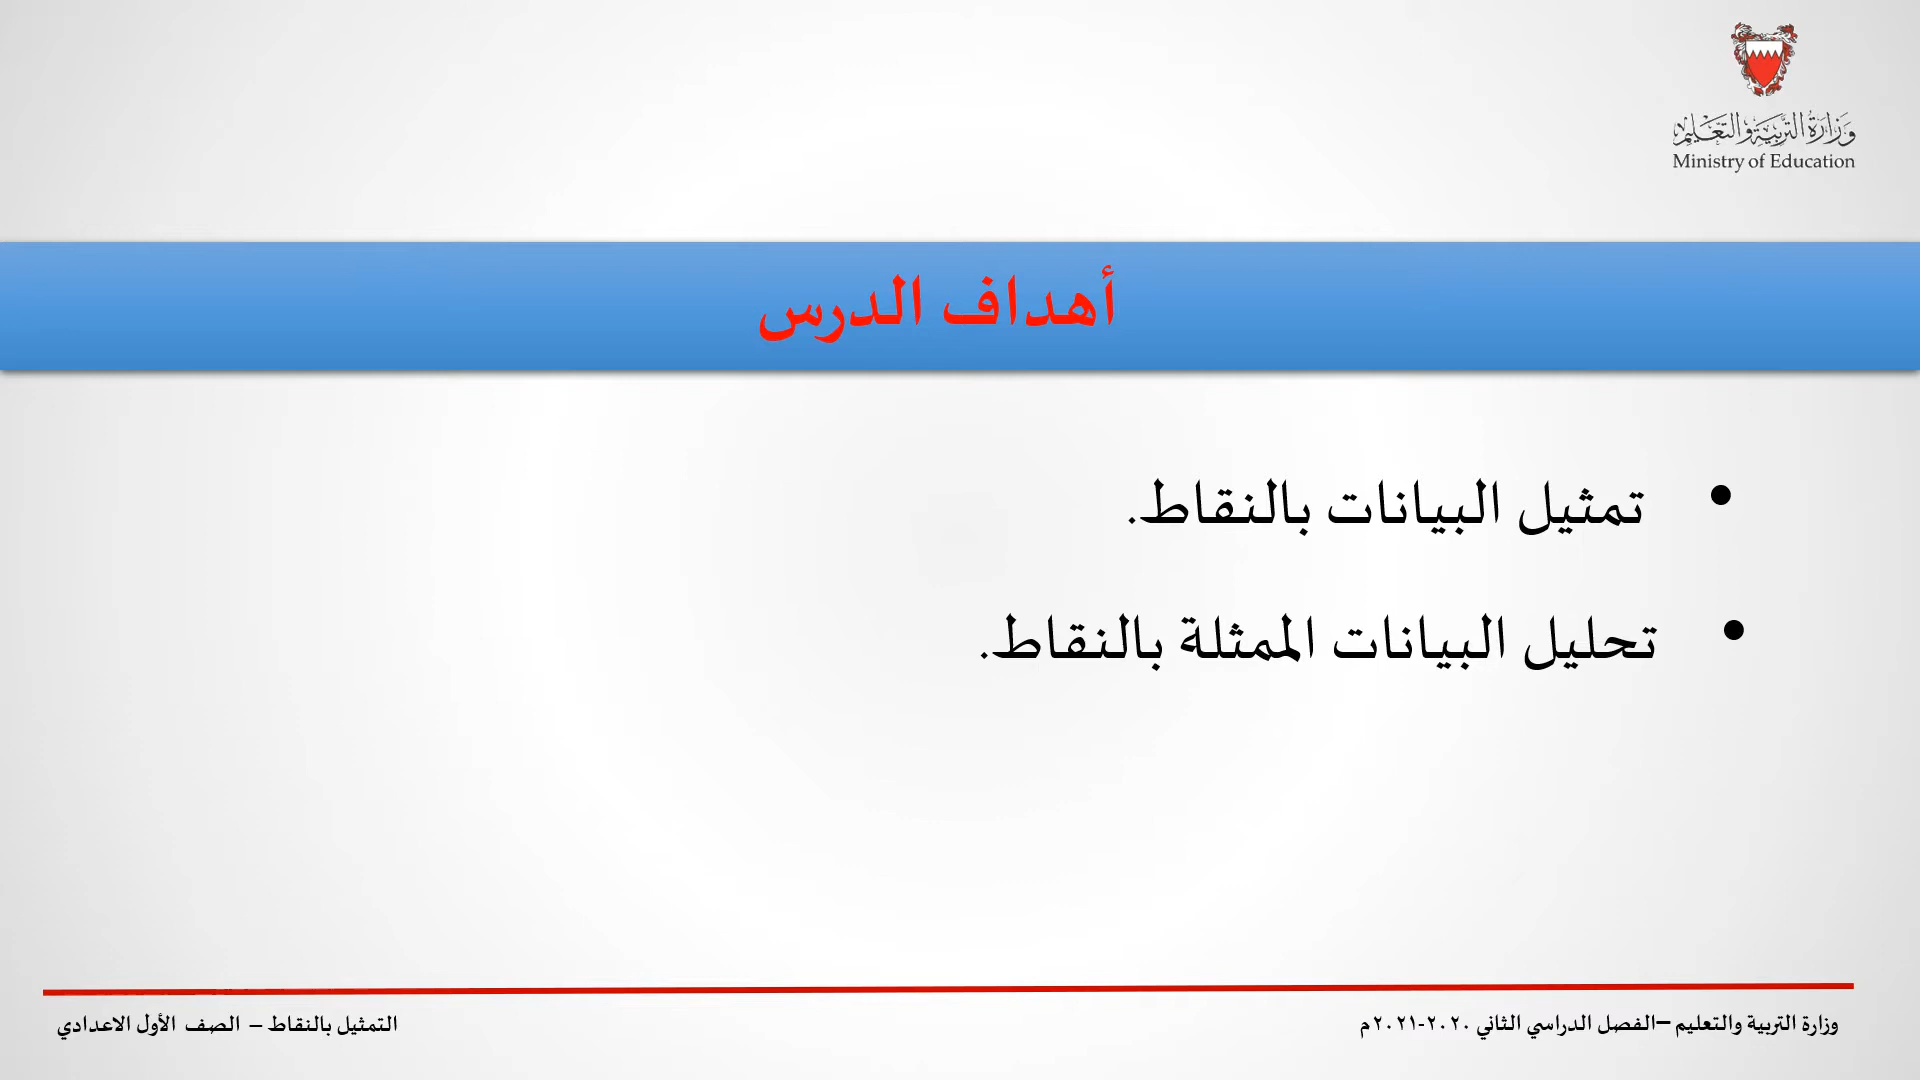 وزارة التربية والتعليم
Ministry of Education
أهداف الدرس
• تمثيل البيانات بالنقاط.
• تحليل البيانات الممثلة بالنقاط.
وزارة التربية والتعليم –الفصل الدراسي الثاني ٢٠٢٠-٢٠٢١م
التمثيل بالنقاط – الصف الأول الاعدادي